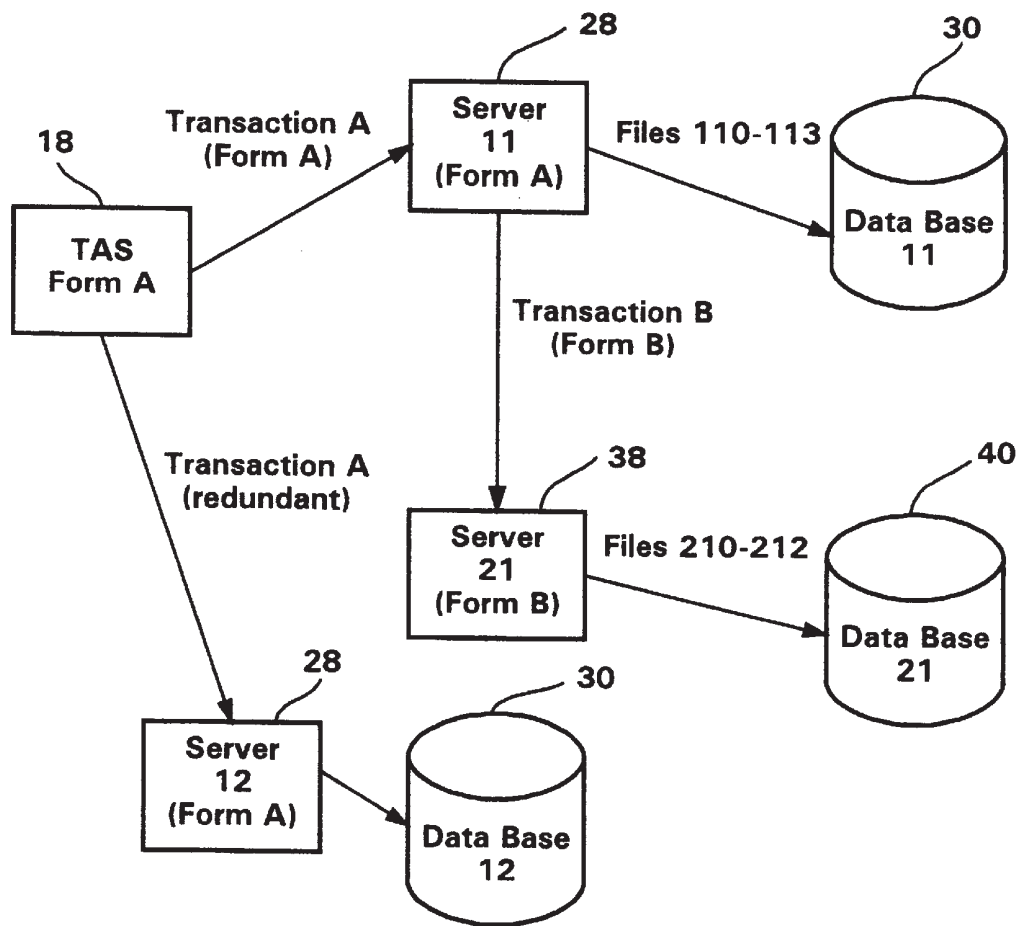 28
30
18
Transaction A
(Form A)
Server
11
(Form A)
Files 110-113
Data Base
11
TAS
Form A
Transaction B
(Form B)
Transaction A
(redundant)
38
40
Server
21
(Form B)
Files 210-212
Data Base
21
28
30
Server
12
(Form A)
Data Base
12